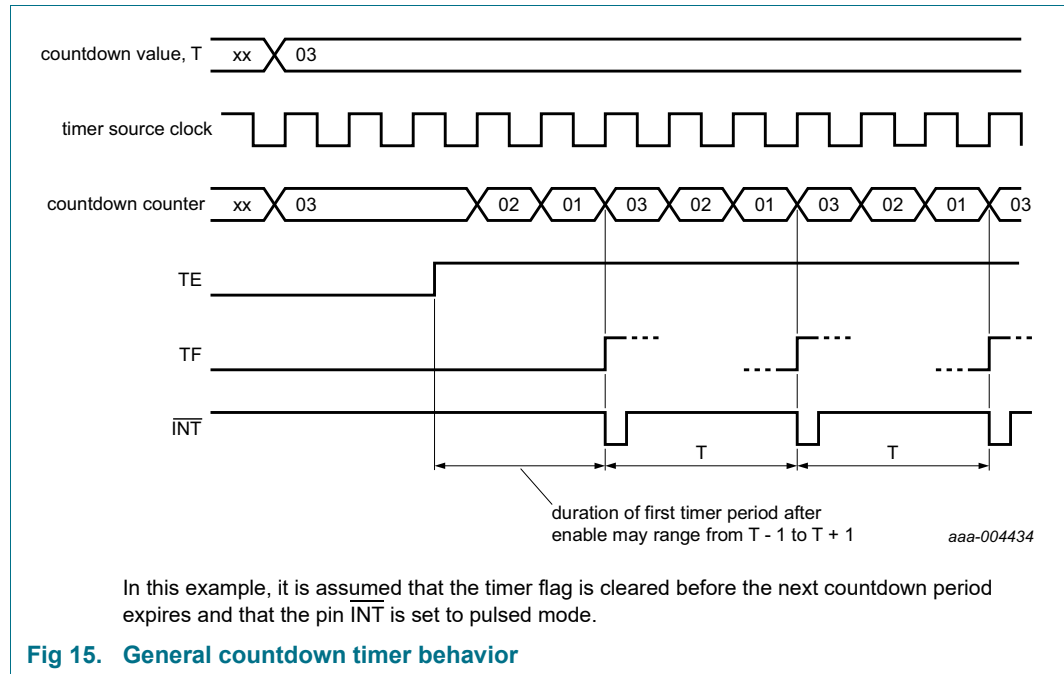 countdown value, T xx 03
timer source clock
countdown counter xx 03 02 01 03 02 01 03 02 01 03
TE
TF
INT
T T
duration of first timer period after
enable may range from T - 1 to T + 1
aaa-004434
In this example, it is assumed that the timer flag is cleared before the next countdown period
expires and that the pin INT is set to pulsed mode.
Fig 15. General countdown timer behavior